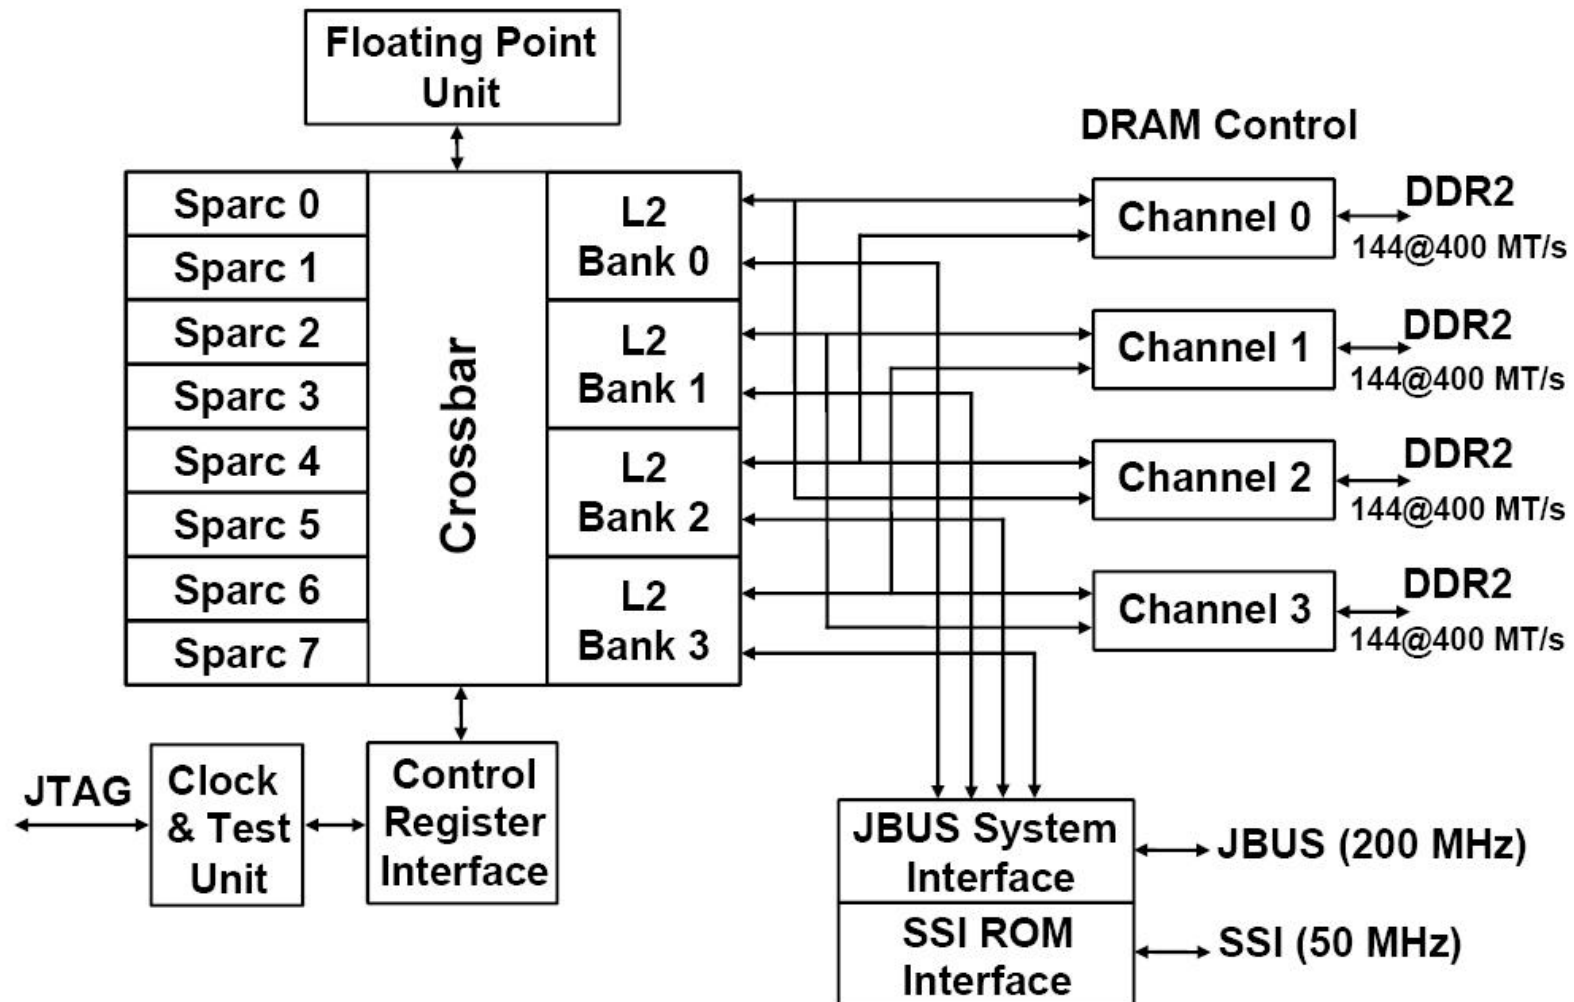 Floating Point
Unit
DRAM Control
Sparc 0
Sparc 1
Sparc 2
Sparc 3
Sparc 4
Sparc 5
Sparc 6
Sparc 7
Crossbar
L2
Bank 0
L2
Bank 1
L2
Bank 2
L2
Bank 3
Channel 0
DDR2
144@400 MT/s
Channel 1
DDR2
144@400 MT/s
Channel 2
DDR2
144@400 MT/s
Channel 3
DDR2
144@400 MT/s
JTAG
Clock
& Test
Unit
Control
Register
Interface
JBUS System
Interface
JBUS (200 MHz)
SSI ROM
Interface
SSI (50 MHz)